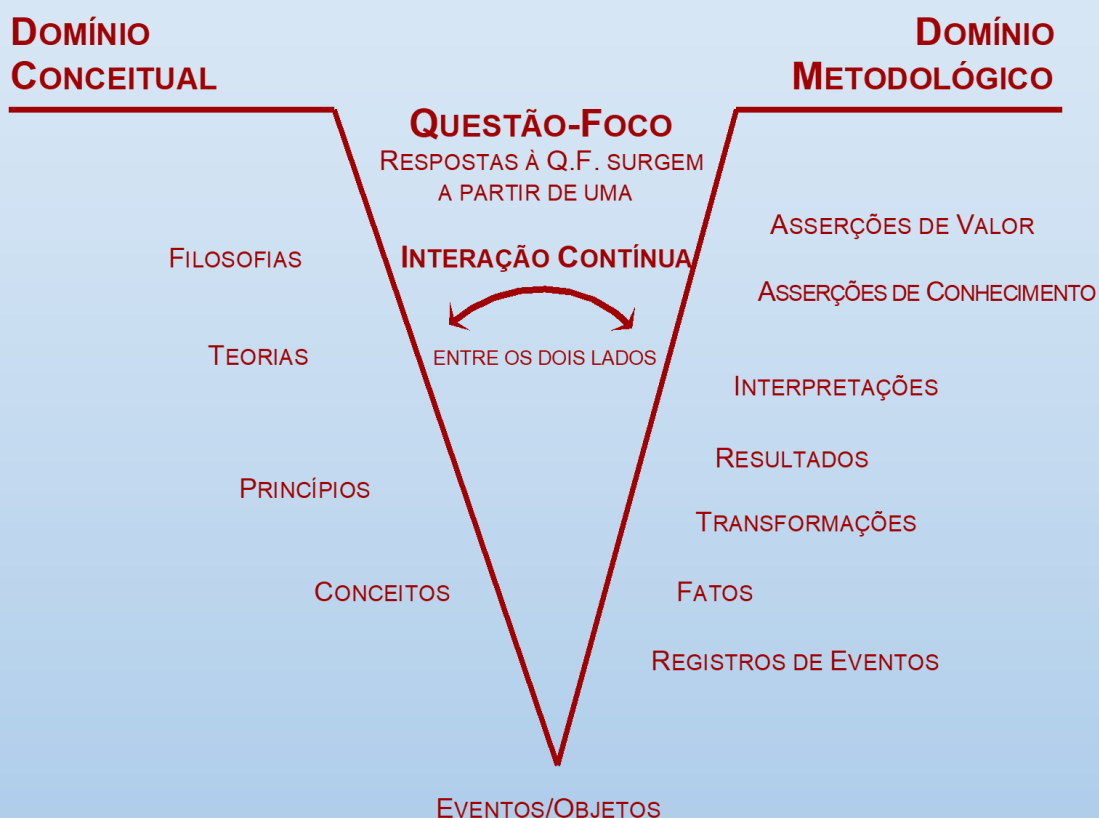 DOMÍNIO
CONCEITUAL
DOMÍNIO
METODOLÓGICO
QUESTÃO-FOCO
RESPOSTAS À Q.F. SURGEM
A PARTIR DE UMA
INTERAÇÃO CONTÍNUA
ENTRE OS DOIS LADOS
FILOSOFIAS
TEORIAS
PRINCÍPIOS
CONCEITOS
ASSERÇÕES DE VALOR
ASSERÇÕES DE CONHECIMENTO
INTERPRETAÇÕES
RESULTADOS
TRANSFORMAÇÕES
FATOS
REGISTROS DE EVENTOS
EVENTOS/OBJETOS